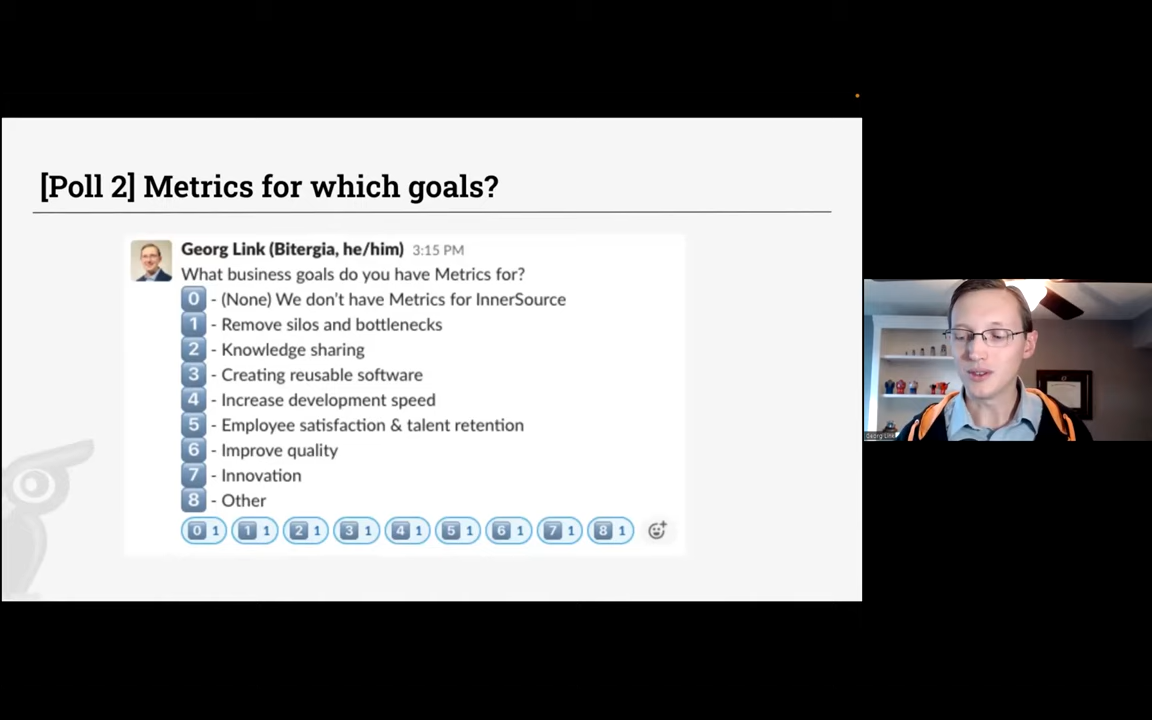 [Poll 2] Metrics for which goals?
Georg Link (Bitergia, he/him) 3:15 PM
What business goals do you have Metrics for?
0 - (None) We don't have Metrics for InnerSource
1 - Remove silos and bottlenecks
2 - Knowledge sharing
3 - Creating reusable software
4 - Increase development speed
5 - Employee satisfaction & talent retention
6 - Improve quality
7 - Innovation
8 - Other
0 1 1 1 2 1 3 1 4 1 5 1 6 1 7 1 8 1
Georg Link